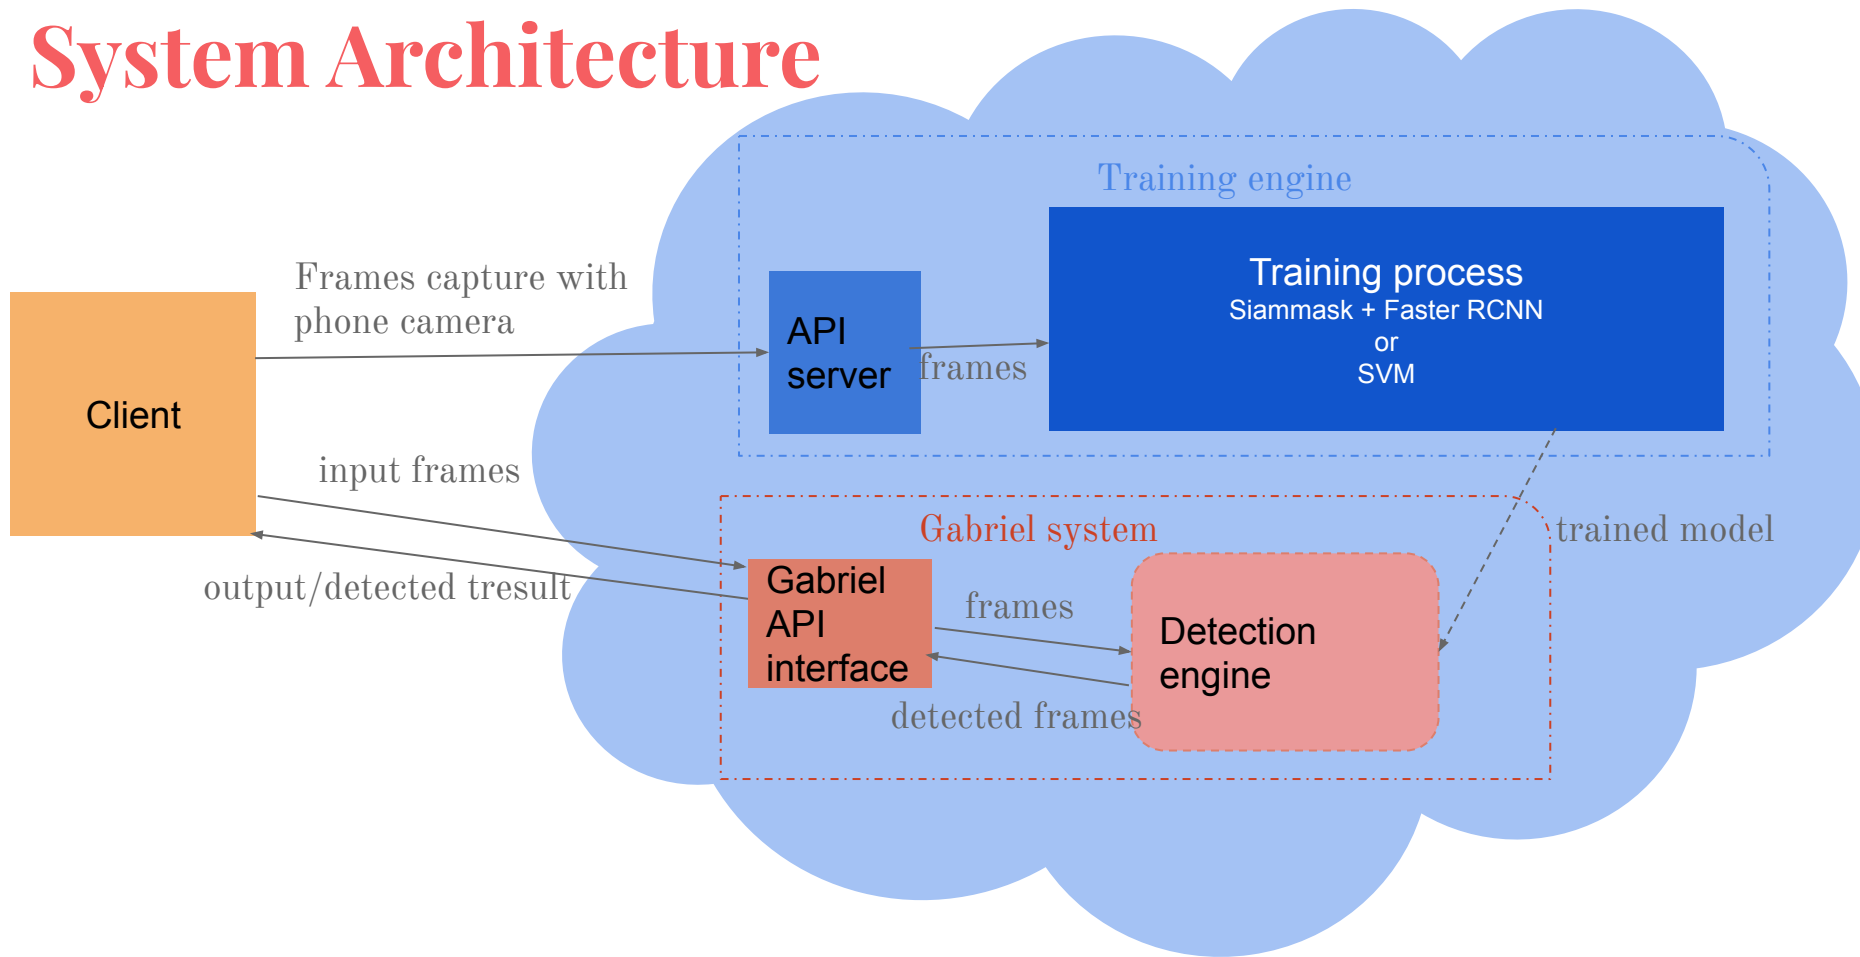 System Architecture
Training engine
Frames capture with
phone camera
API
server
frames
Training process
Siammask + Faster RCNN
or
SVM
Client
input frames
output/detected tresult
Gabriel system
trained model
Gabriel
API
interface
frames
detected frames
Detection
engine